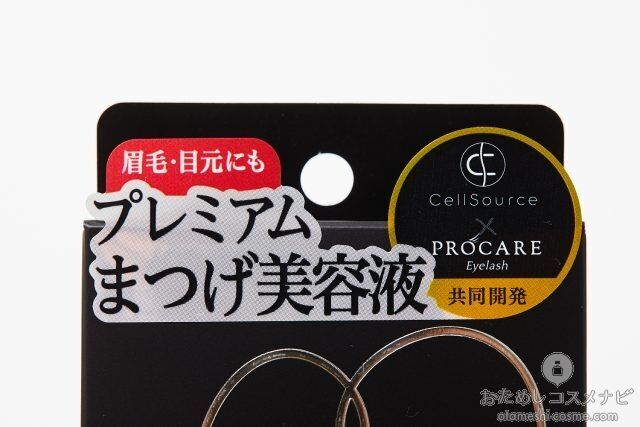 眉毛・目元にも
プレミアム
まつげ美容液
CellSource
×
PROCARE
Eyelash
共同開発
おためしコスメナビ
otameshi-cosme.com